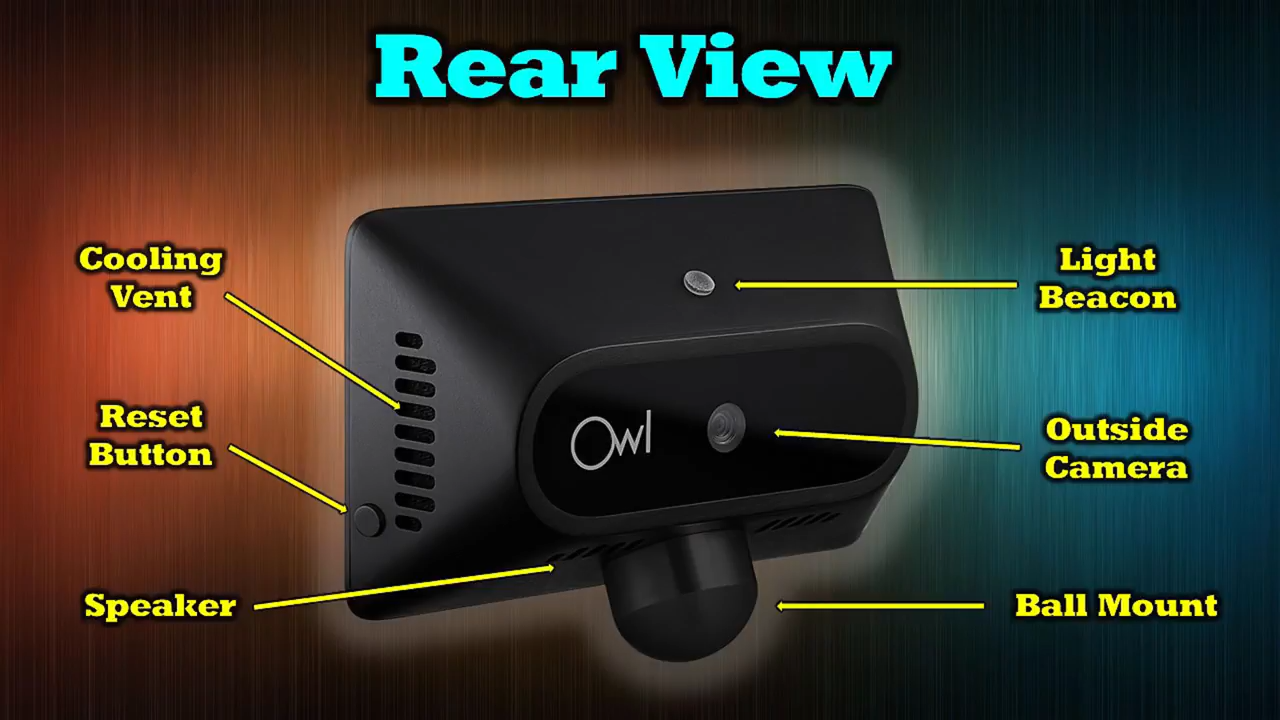 Rear View
Cooling
Vent
Light
Beacon
Reset
Button
Owl
Outside
Camera
Speaker
Ball Mount